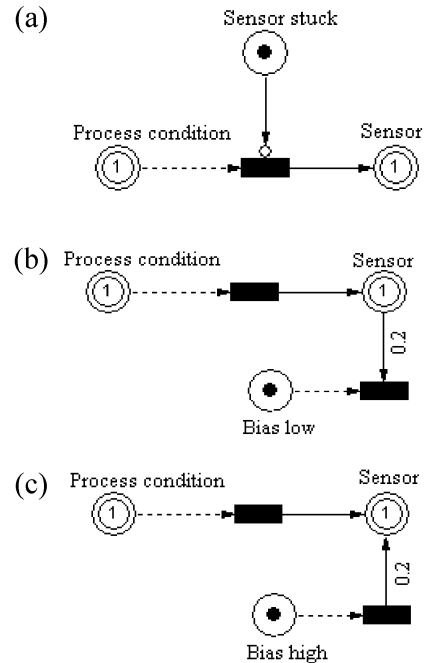 (a)
Sensor stuck
Process condition
Sensor
1
1
(b)
Process condition
Sensor
1
1
0.2
Bias low
(c)
Process condition
Sensor
1
1
0.2
Bias high